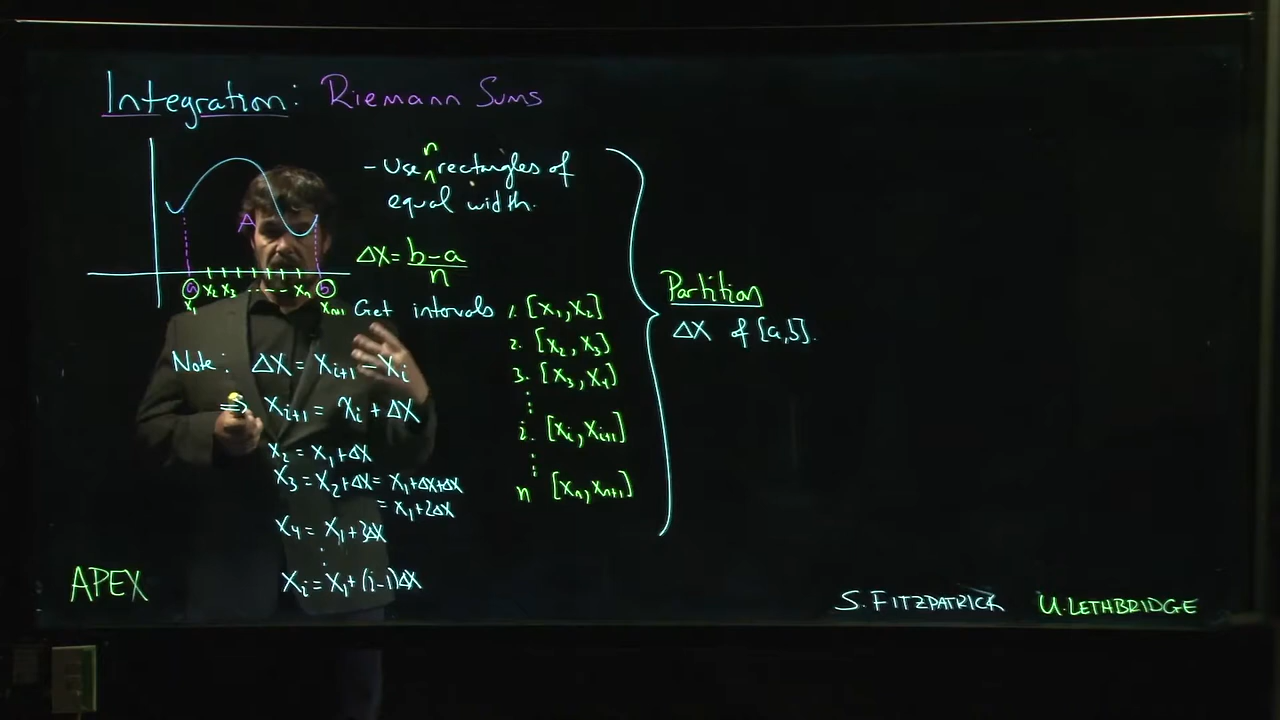 Integration: Riemann Sums
A
a x₂ x₃ ----- xₙ b
x₁ xₙ₊₁
- Use n rectangles of
equal width.
Δx = b-a/n
Get intervals 1. [x₁, x₂]
2. [x₂, x₃]
3. [x₃, x₄]
⋮
i. [xᵢ, xᵢ₊₁]
⋮
n [xₙ, xₙ₊₁]
Note: Δx = xᵢ₊₁ - xᵢ
⇒ xᵢ₊₁ = xᵢ + Δx
x₂ = x₁ + Δx
x₃ = x₂ + Δx = x₁ + Δx + Δx
= x₁ + 2Δx
x₄ = x₁ + 3Δx
⋮
xᵢ = x₁ + (i-1)Δx
Partition
Δx of [a,b].
APEX
S. FITZPATRICK U. LETHBRIDGE